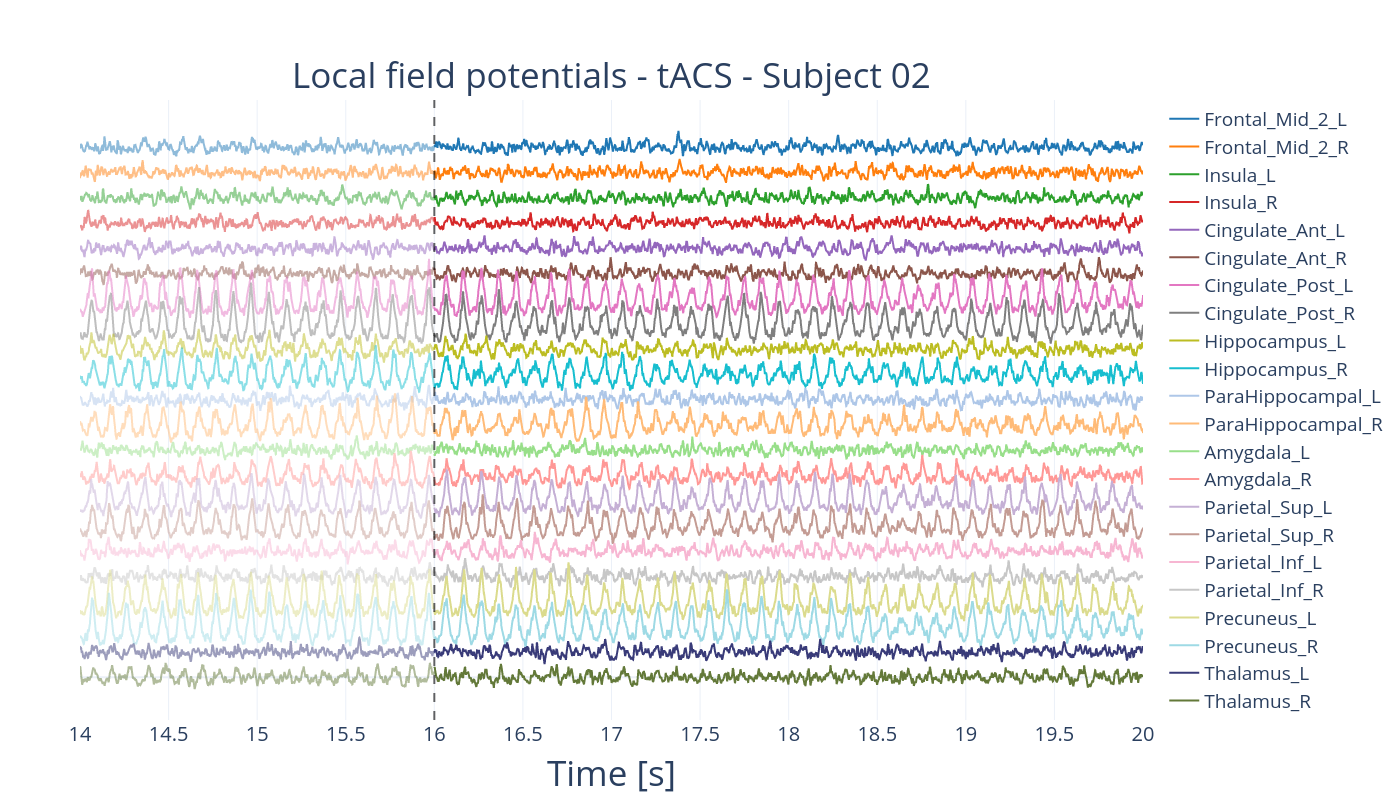 Local field potentials - tACS - Subject 02
Frontal_Mid_2_L
Frontal_Mid_2_R
Insula_L
Insula_R
Cingulate_Ant_L
Cingulate_Ant_R
Cingulate_Post_L
Cingulate_Post_R
Hippocampus_L
Hippocampus_R
ParaHippocampal_L
ParaHippocampal_R
Amygdala_L
Amygdala_R
Parietal_Sup_L
Parietal_Sup_R
Parietal_Inf_L
Parietal_Inf_R
Precuneus_L
Precuneus_R
Thalamus_L
Thalamus_R
14 14.5 15 15.5 16 16.5 17 17.5 18 18.5 19 19.5 20
Time [s]